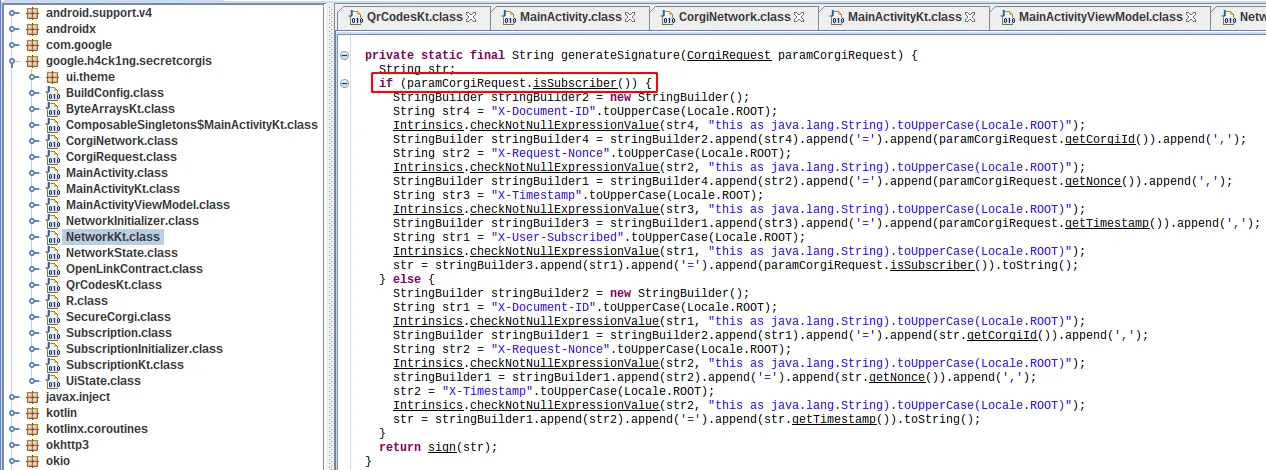 android.support.v4
androidx
com.google
google.h4ck1ng.secretcorgis
ui.theme
BuildConfig.class
ByteArraysKt.class
ComposableSingletons$MainActivityKt.class
CorgiNetwork.class
CorgiRequest.class
MainActivity.class
MainActivityKt.class
MainActivityViewModel.class
NetworkInitializer.class
NetworkKt.class
NetworkState.class
OpenLinkContract.class
QrCodesKt.class
R.class
SecureCorgi.class
Subscription.class
SubscriptionInitializer.class
SubscriptionKt.class
UiState.class
javax.inject
kotlin
kotlinx.coroutines
okhttp3
okio
QrCodesKt.class MainActivity.class CorgiNetwork.class MainActivityKt.class MainActivityViewModel.class Netw
private static final String generateSignature(CorgiRequest paramCorgiRequest) {
String str;
if (paramCorgiRequest.isSubscriber()) {
StringBuilder stringBuilder2 = new StringBuilder();
String str4 = "X-Document-ID".toUpperCase(Locale.ROOT);
Intrinsics.checkNotNullExpressionValue(str4, "this as java.lang.String).toUpperCase(Locale.ROOT)");
StringBuilder stringBuilder4 = stringBuilder2.append(str4).append('=').append(paramCorgiRequest.getCorgiId()).append(',');
String str2 = "X-Request-Nonce".toUpperCase(Locale.ROOT);
Intrinsics.checkNotNullExpressionValue(str2, "this as java.lang.String).toUpperCase(Locale.ROOT)");
StringBuilder stringBuilder1 = stringBuilder4.append(str2).append('=').append(paramCorgiRequest.getNonce()).append(',');
String str3 = "X-Timestamp".toUpperCase(Locale.ROOT);
Intrinsics.checkNotNullExpressionValue(str3, "this as java.lang.String).toUpperCase(Locale.ROOT)");
StringBuilder stringBuilder3 = stringBuilder1.append(str3).append('=').append(paramCorgiRequest.getTimestamp()).append(',');
String str1 = "X-User-Subscribed".toUpperCase(Locale.ROOT);
Intrinsics.checkNotNullExpressionValue(str1, "this as java.lang.String).toUpperCase(Locale.ROOT)");
str = stringBuilder3.append(str1).append('=').append(paramCorgiRequest.isSubscriber()).toString();
} else {
StringBuilder stringBuilder2 = new StringBuilder();
String str1 = "X-Document-ID".toUpperCase(Locale.ROOT);
Intrinsics.checkNotNullExpressionValue(str1, "this as java.lang.String).toUpperCase(Locale.ROOT)");
StringBuilder stringBuilder1 = stringBuilder2.append(str1).append('=').append(str.getCorgiId()).append(',');
String str2 = "X-Request-Nonce".toUpperCase(Locale.ROOT);
Intrinsics.checkNotNullExpressionValue(str2, "this as java.lang.String).toUpperCase(Locale.ROOT)");
stringBuilder1 = stringBuilder1.append(str2).append('=').append(str.getNonce()).append(',');
str2 = "X-Timestamp".toUpperCase(Locale.ROOT);
Intrinsics.checkNotNullExpressionValue(str2, "this as java.lang.String).toUpperCase(Locale.ROOT)");
str = stringBuilder1.append(str2).append('=').append(str.getTimestamp()).toString();
}
return sign(str);
}